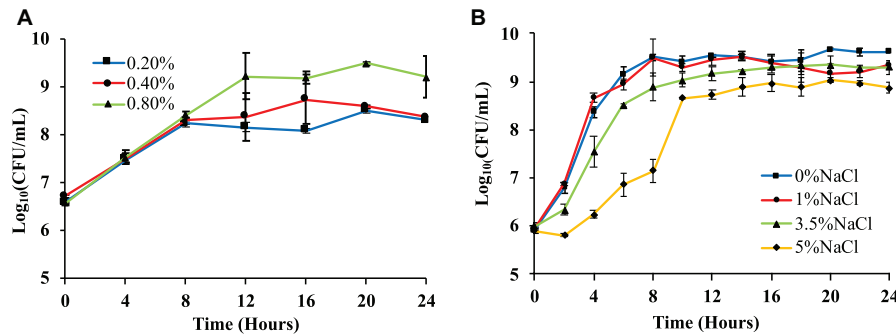 A
Log10(CFU/mL)
10
9
8
7
6
5
0.20%
0.40%
0.80%
0 4 8 12 16 20 24
Time (Hours)
B
Log10(CFU/mL)
10
9
8
7
6
5
0%NaCl
1%NaCl
3.5%NaCl
5%NaCl
0 4 8 12 16 20 24
Time (Hours)